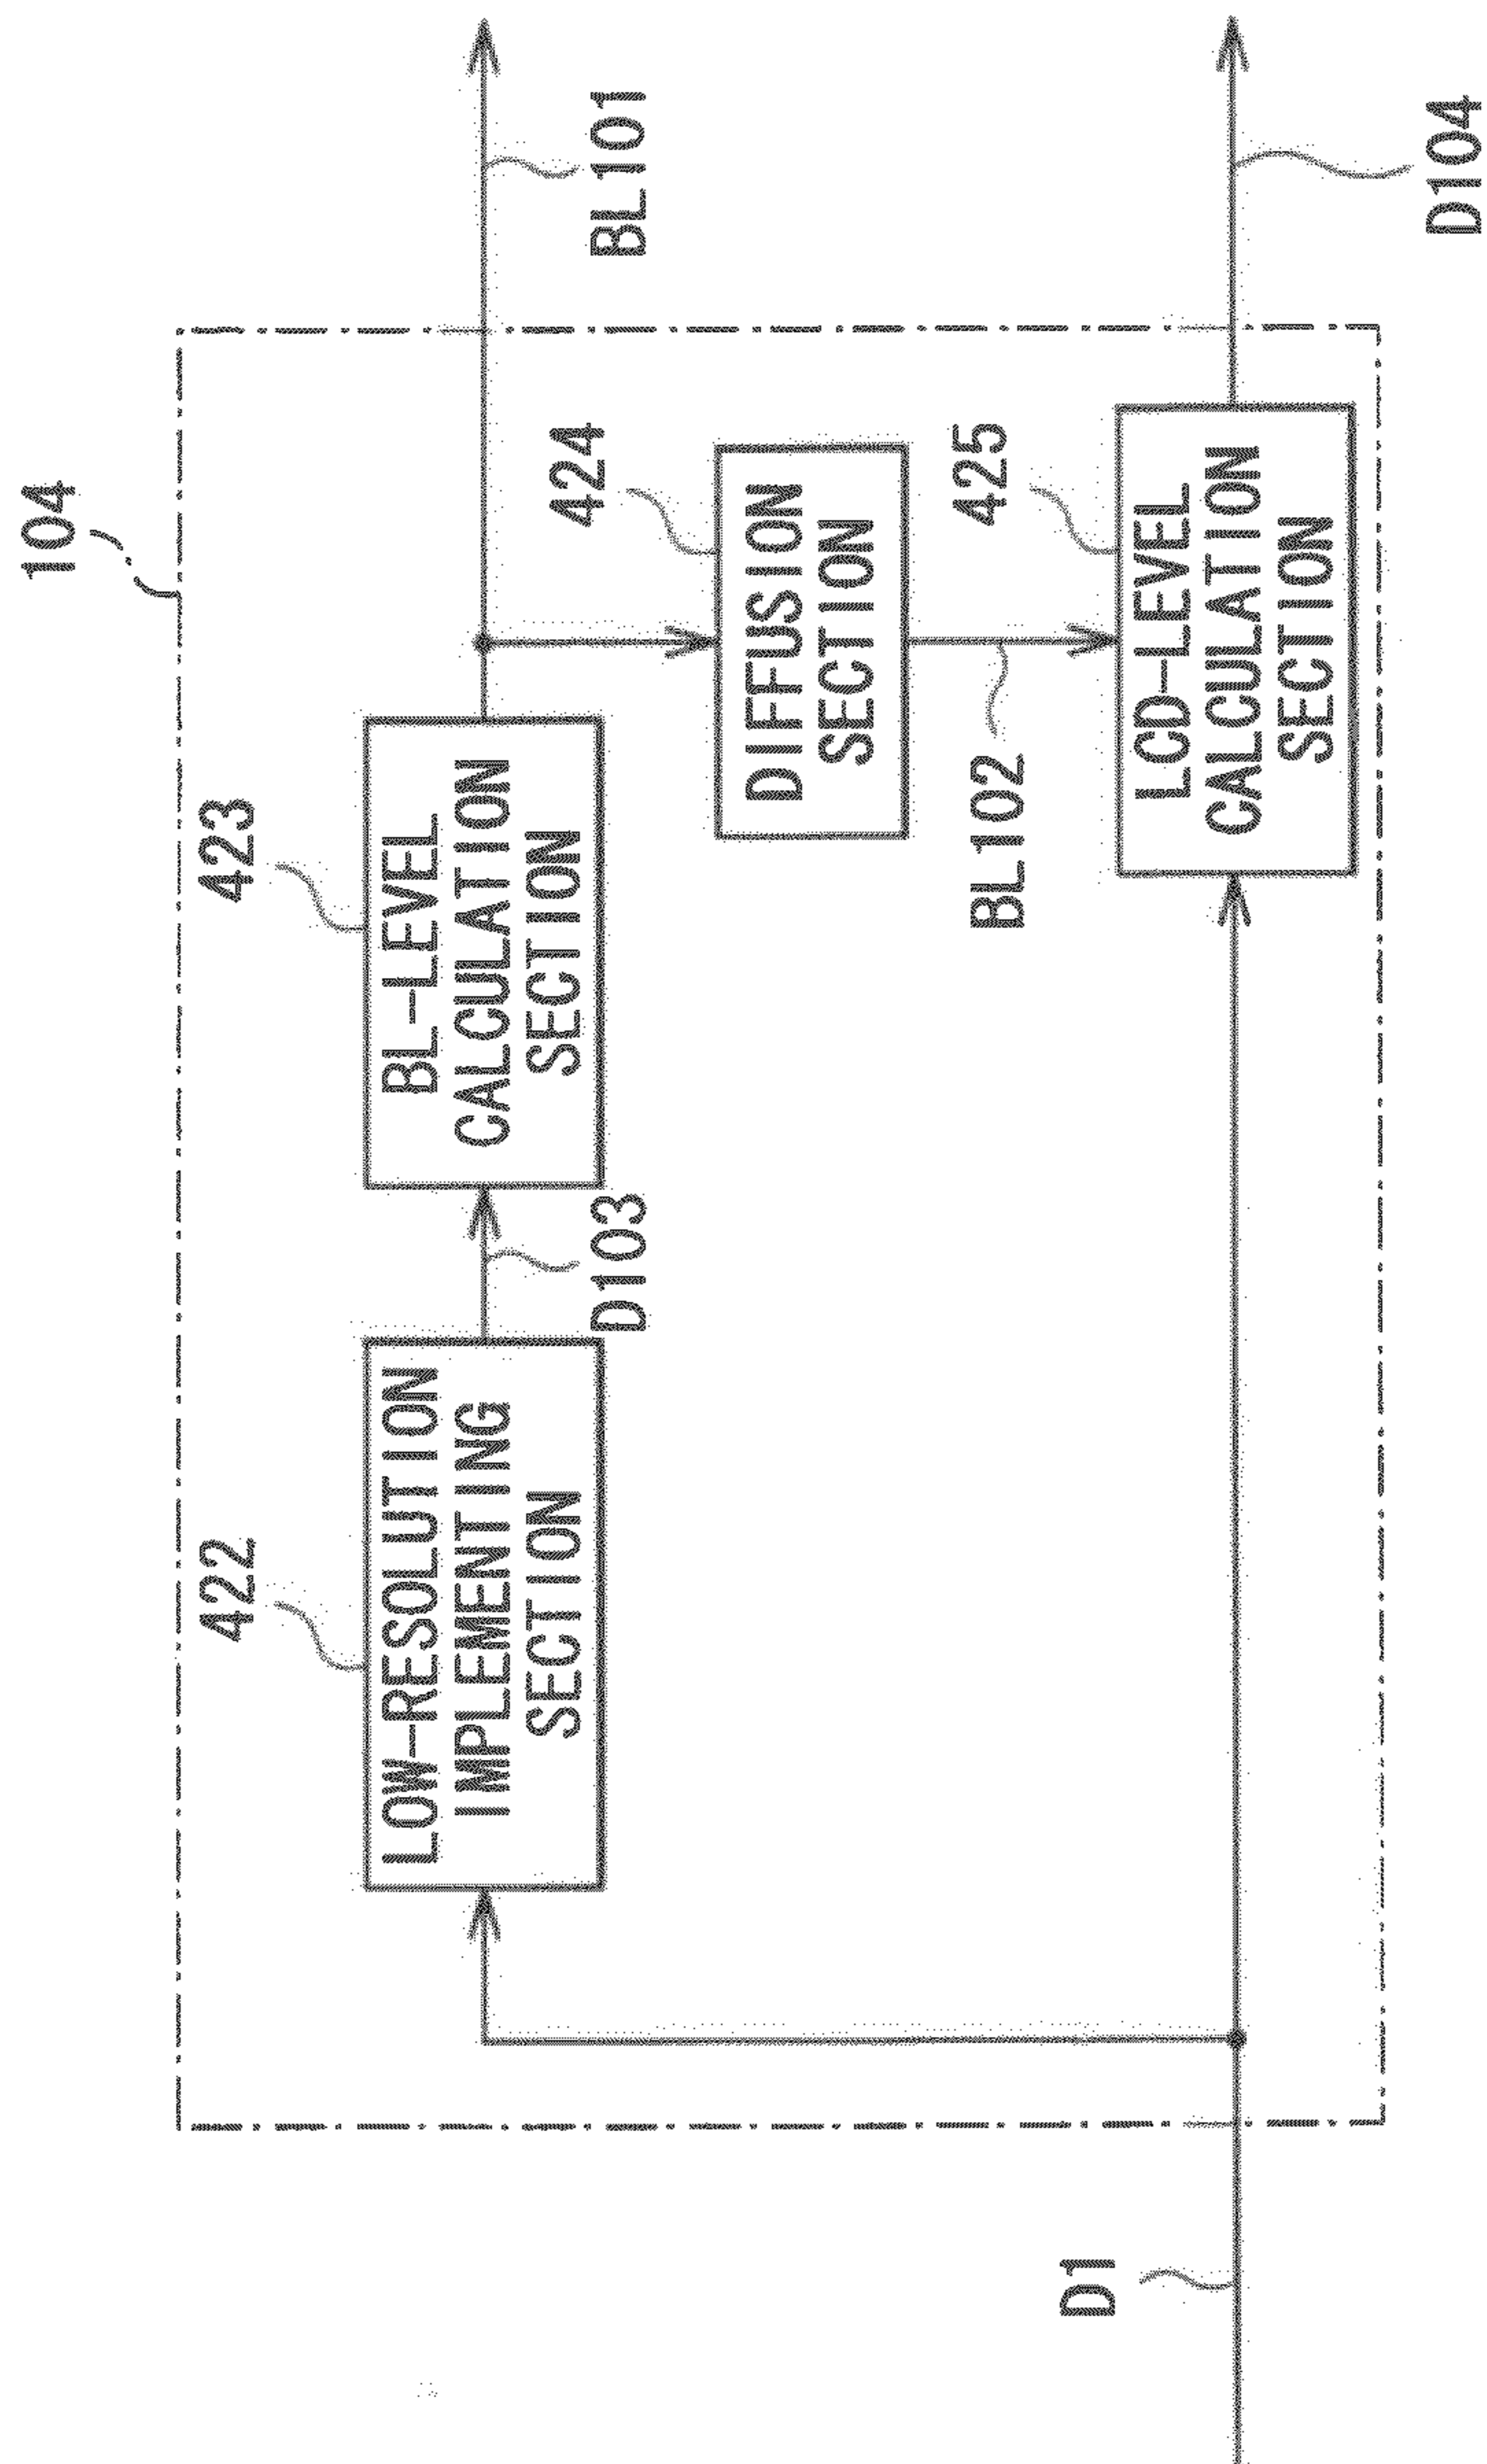 104
422
LOW-RESOLUTION
IMPLEMENTING
SECTION
D103
423
BL-LEVEL
CALCULATION
SECTION
BL101
424
DIFFUSION
SECTION
BL102
425
LCD-LEVEL
CALCULATION
SECTION
D1
D104